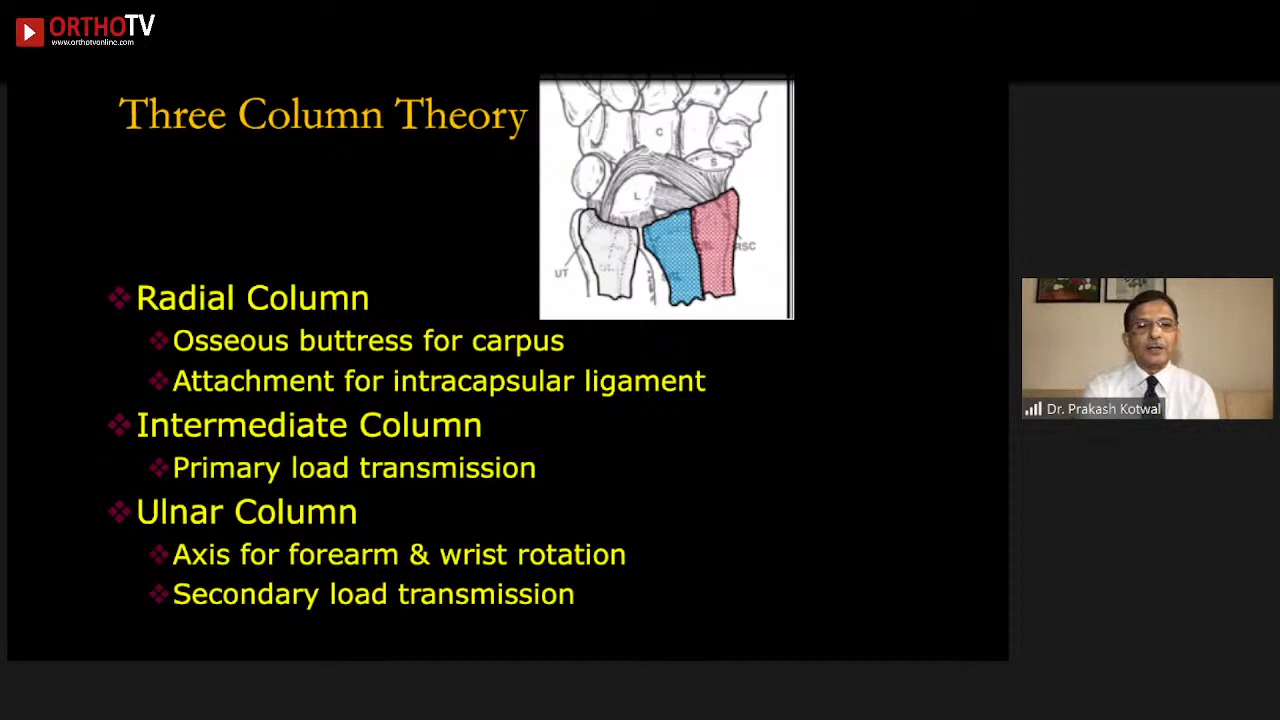 ORTHOTV
www.orthotvonline.com
Three Column Theory
C
S
L
RSC
UT
Radial Column
Osseous buttress for carpus
Attachment for intracapsular ligament
Intermediate Column
Primary load transmission
Ulnar Column
Axis for forearm & wrist rotation
Secondary load transmission
Dr. Prakash Kotwal